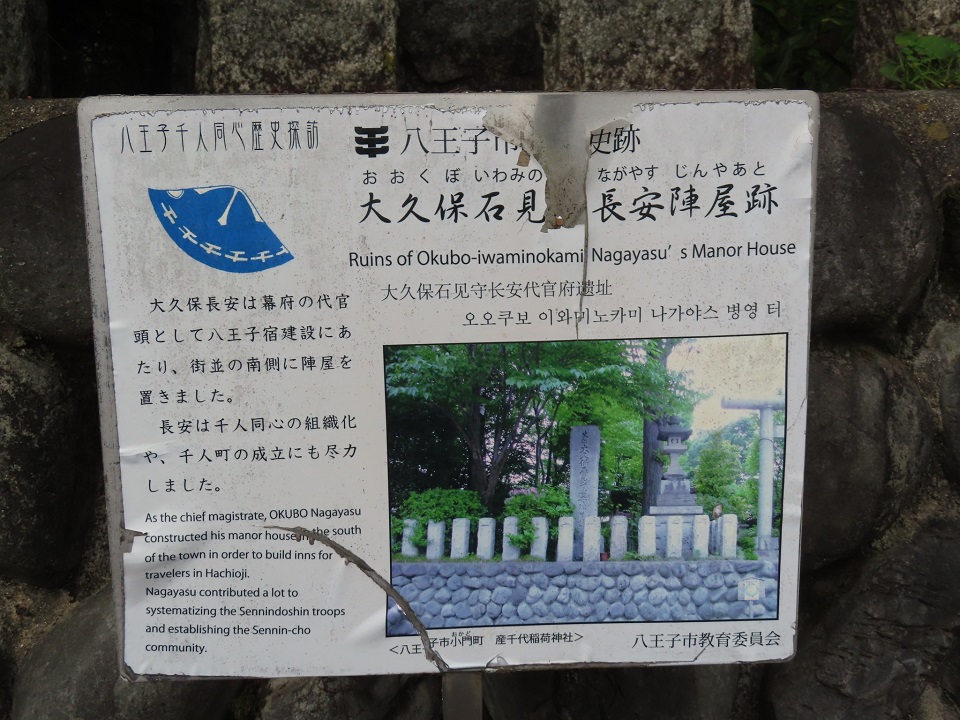 八王子千人同心歴史探訪
八王子市 史跡
おおくぼ いわみの ながやす じんやあと
大久保石見 長安陣屋跡
Ruins of Okubo-iwaminokami Nagayasu’s Manor House
大久保石见守长安代官府遗址
오오쿠보 이와미노카미 나가야스 병영 터
大久保長安は幕府の代官
頭として八王子宿建設にあ
たり、街並の南側に陣屋を
置きました。
長安は千人同心の組織化
や、千人町の成立にも尽力
しました。
As the chief magistrate, OKUBO Nagayasu
constructed his manor house in the south
of the town in order to build inns for
travelers in Hachioji.
Nagayasu contributed a lot to
systematizing the Sennindoshin troops
and establishing the Sennin-cho
community.
おかど
<八王子市小門町 産千代稲荷神社>
八王子市教育委員会